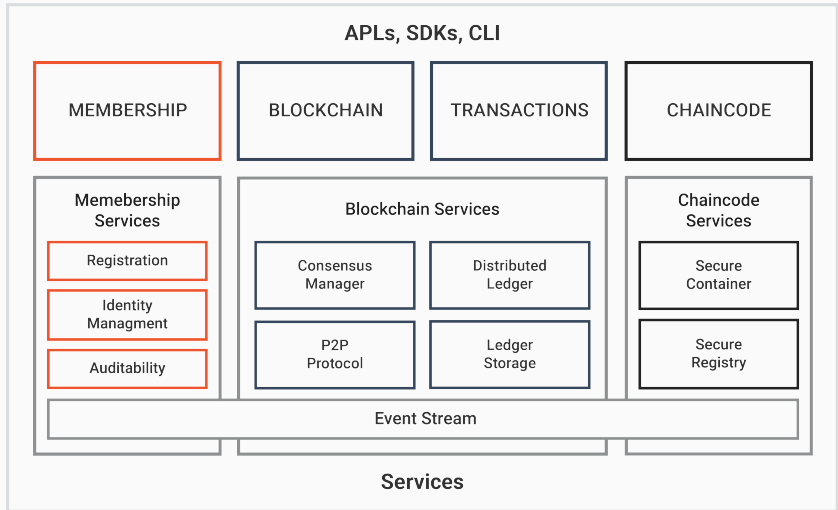 APLs, SDKs, CLI
MEMBERSHIP
BLOCKCHAIN
TRANSACTIONS
CHAINCODE
Memebership
Services
Registration
Identity
Managment
Auditability
Blockchain Services
Consensus
Manager
Distributed
Ledger
P2P
Protocol
Ledger
Storage
Chaincode
Services
Secure
Container
Secure
Registry
Event Stream
Services